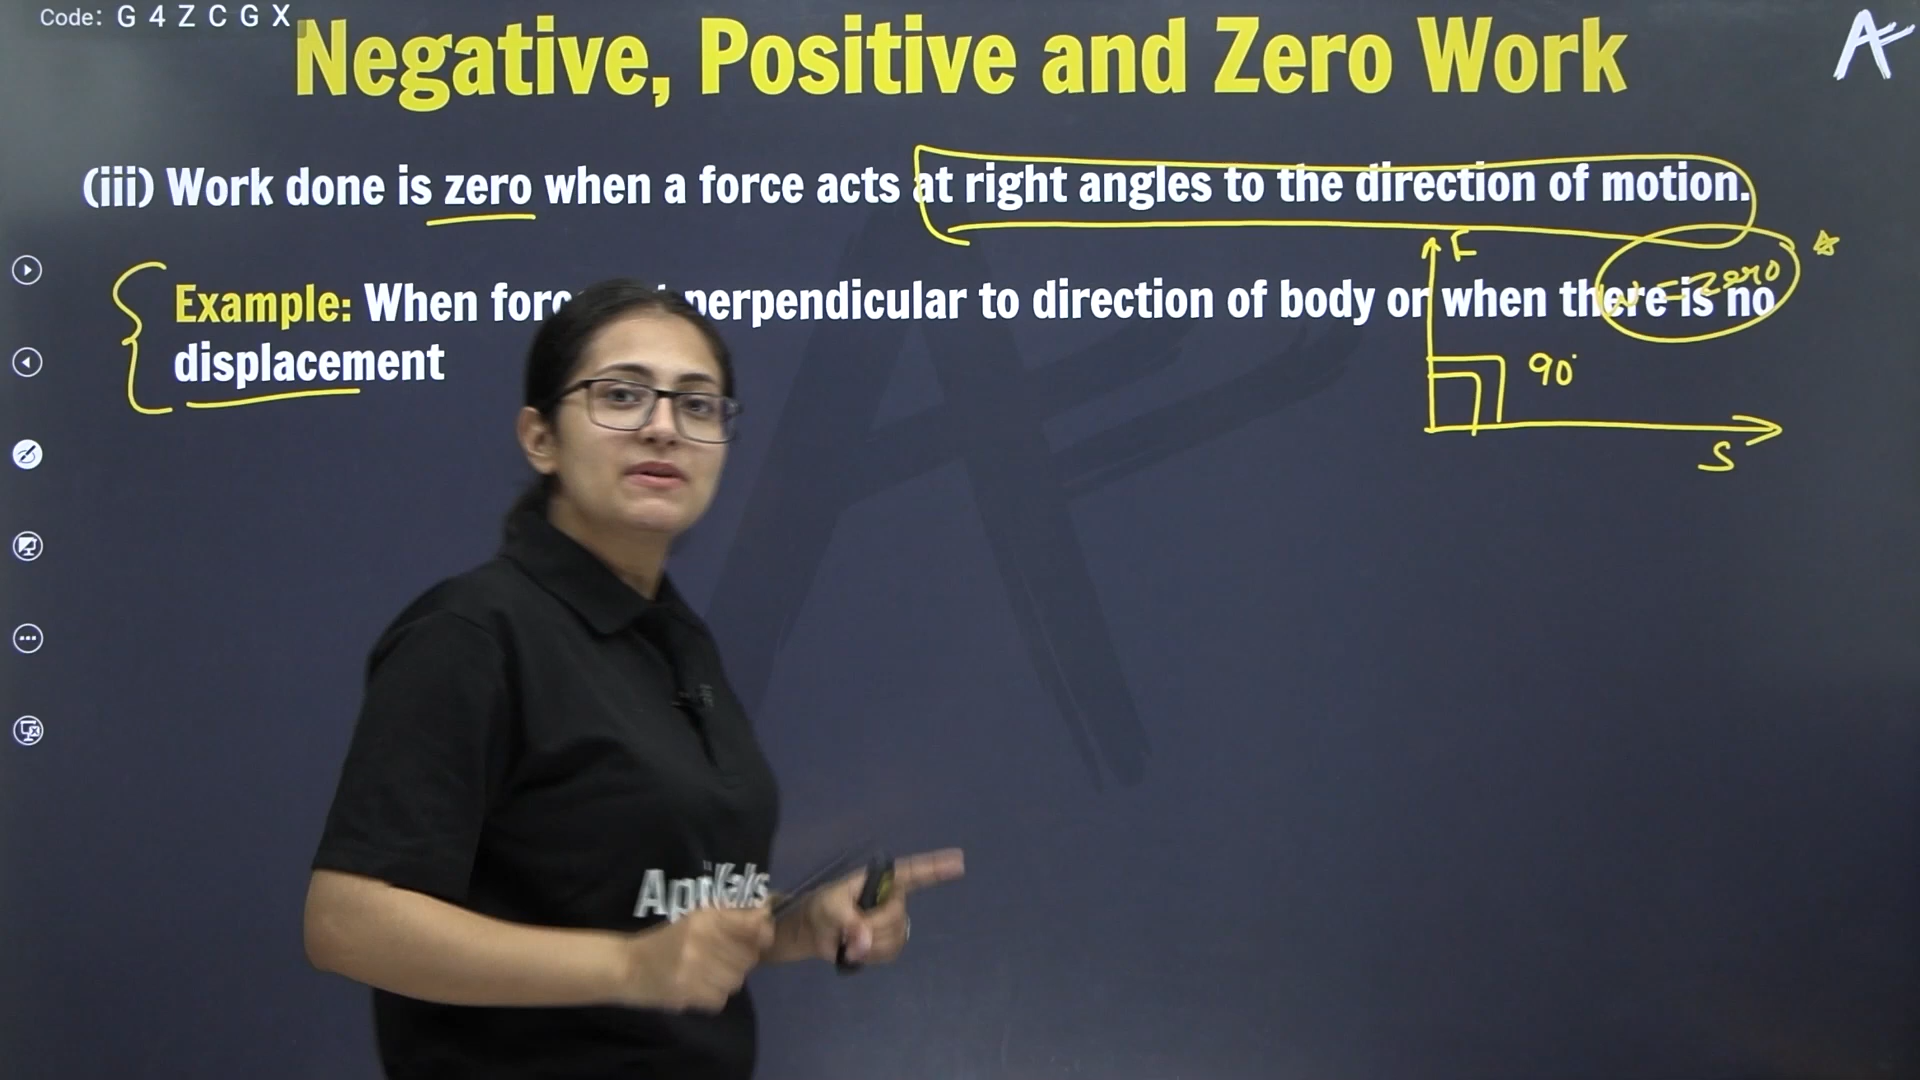 Code: G 4 Z C G X
Negative, Positive and Zero Work
(iii) Work done is zero when a force acts at right angles to the direction of motion.
F
w = zero
Example: When perpendicular to direction of body or when there is no
displacement
90°
S